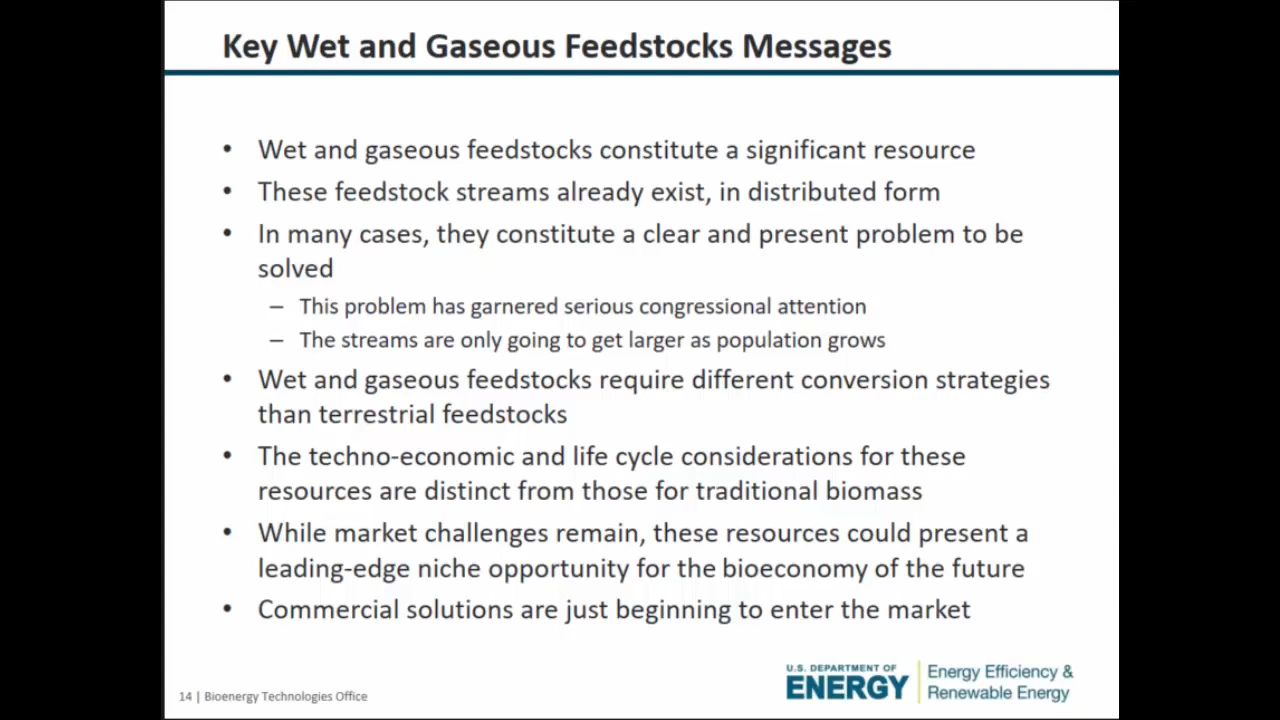 Key Wet and Gaseous Feedstocks Messages
• Wet and gaseous feedstocks constitute a significant resource
• These feedstock streams already exist, in distributed form
• In many cases, they constitute a clear and present problem to be
solved
– This problem has garnered serious congressional attention
– The streams are only going to get larger as population grows
• Wet and gaseous feedstocks require different conversion strategies
than terrestrial feedstocks
• The techno-economic and life cycle considerations for these
resources are distinct from those for traditional biomass
• While market challenges remain, these resources could present a
leading-edge niche opportunity for the bioeconomy of the future
• Commercial solutions are just beginning to enter the market
14 | Bioenergy Technologies Office
U.S. DEPARTMENT OF
ENERGY
Energy Efficiency &
Renewable Energy